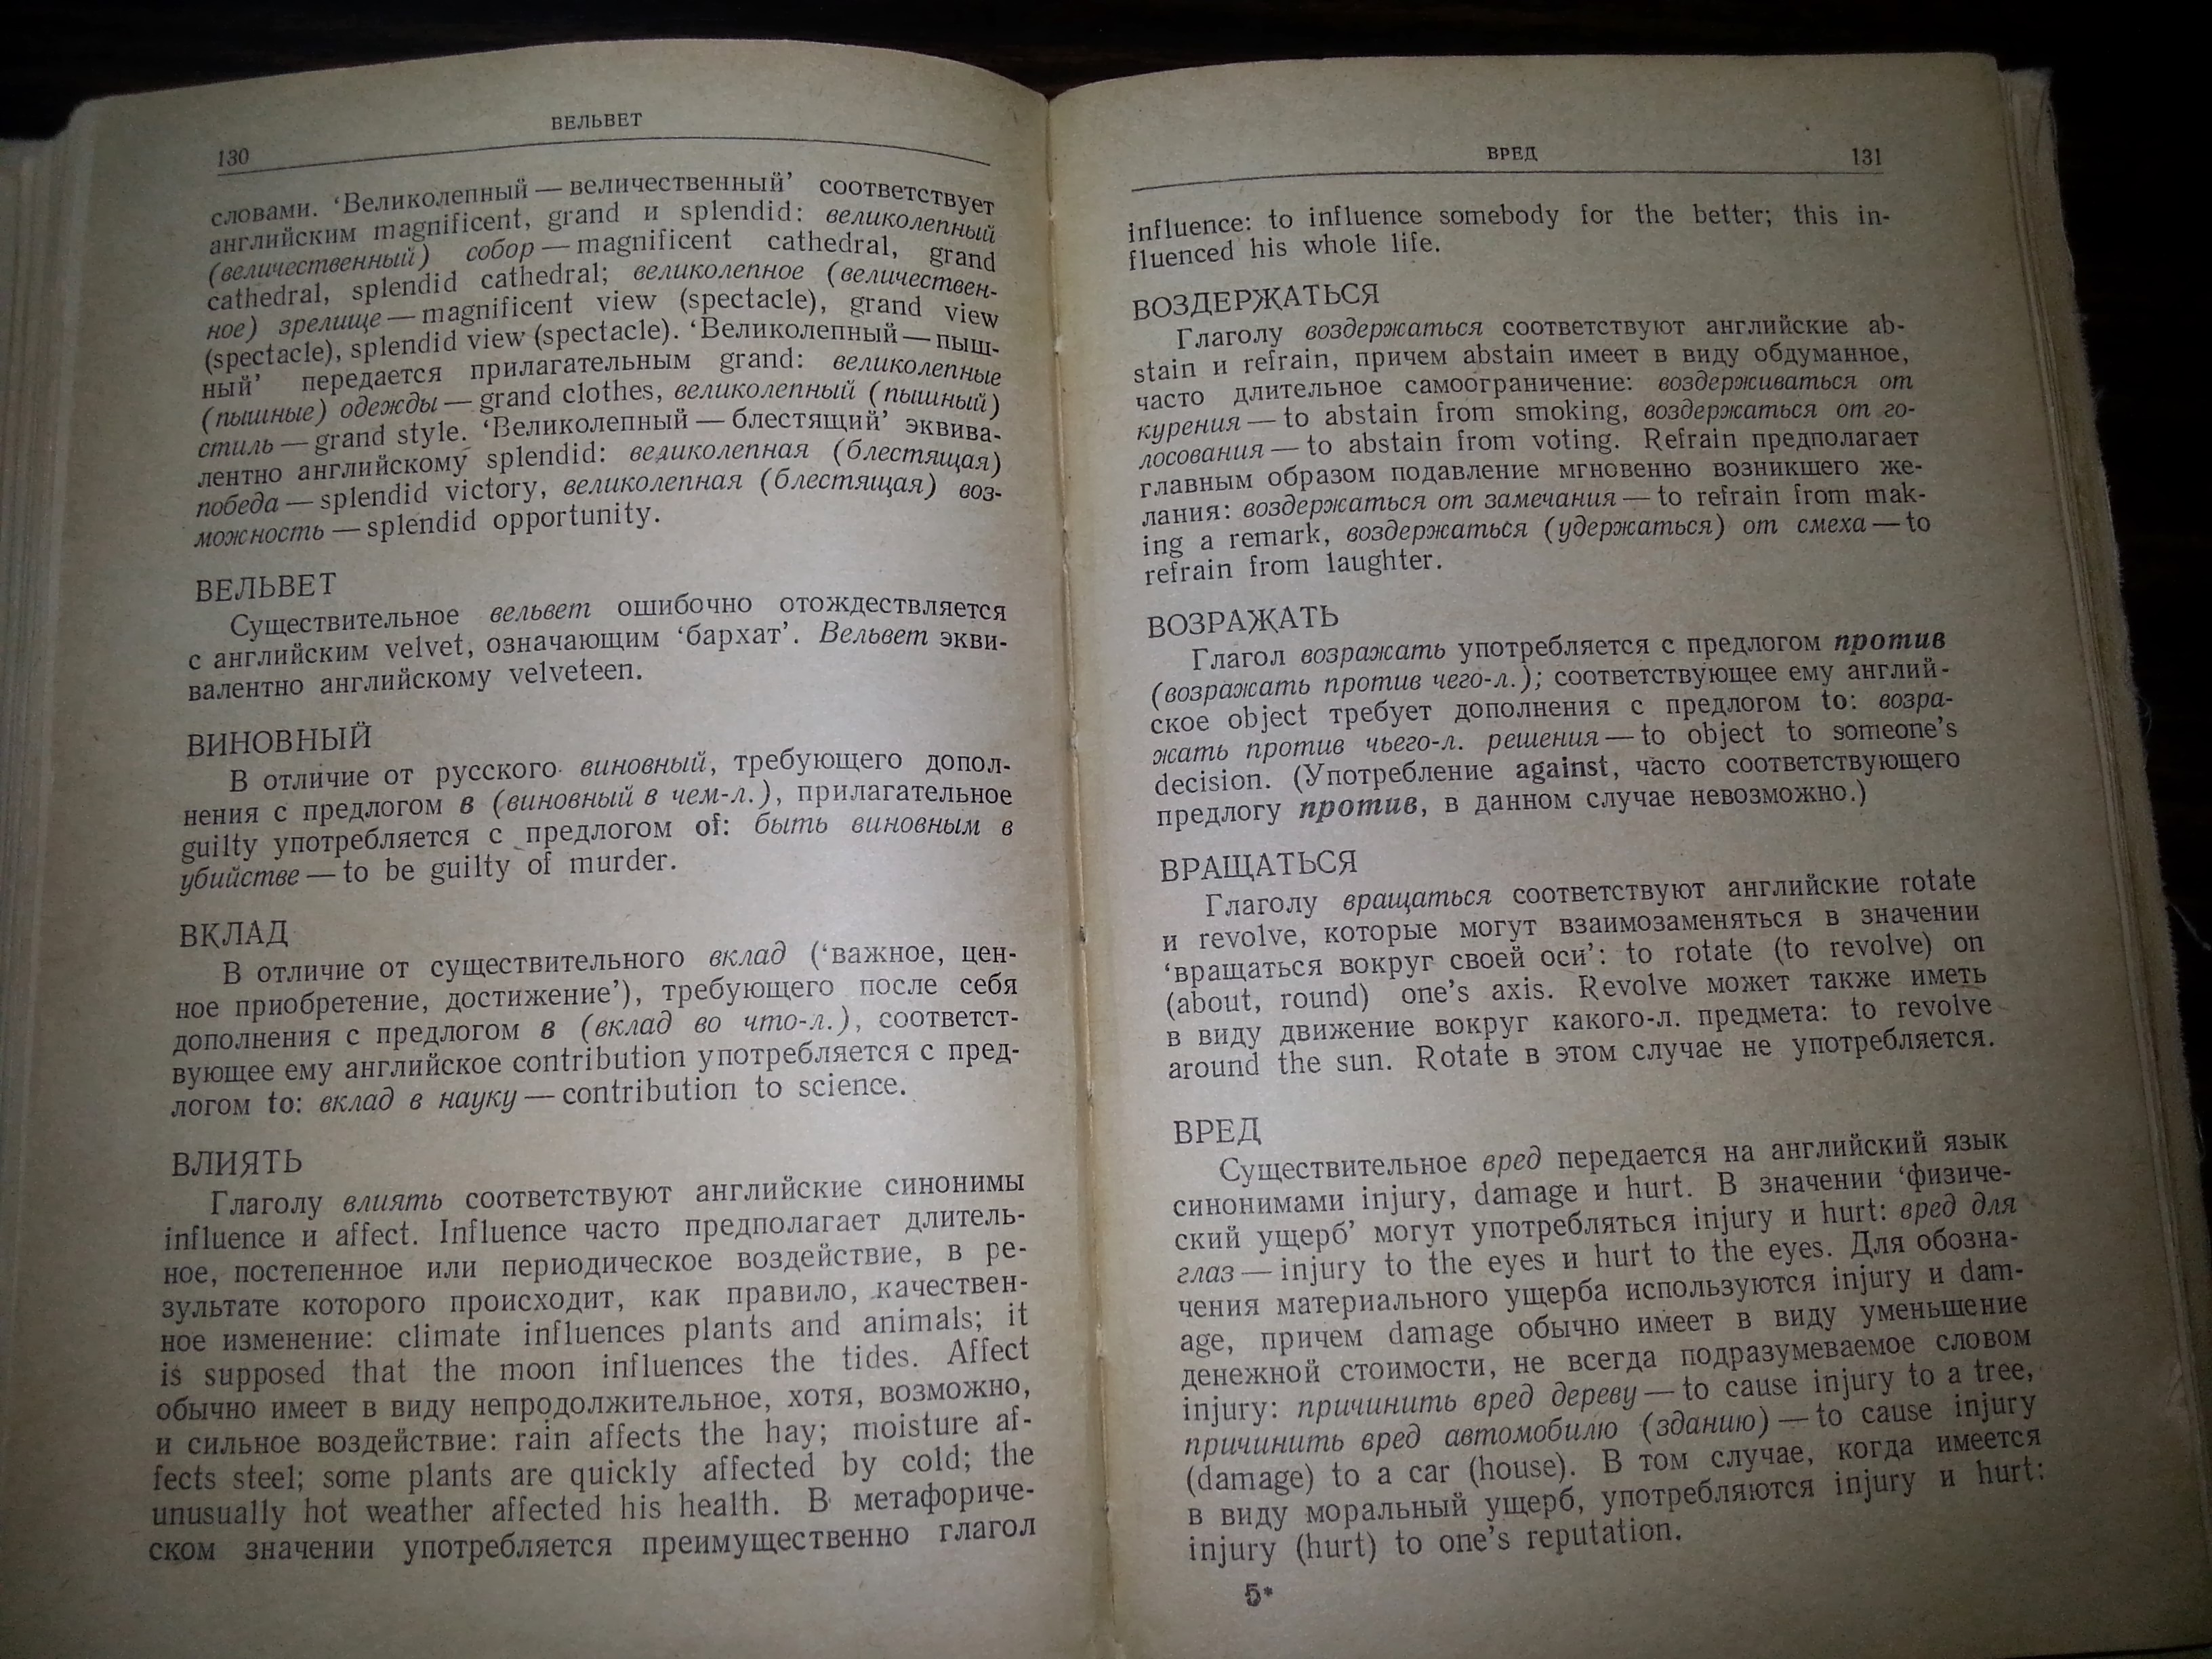 ВЕЛЬВЕТ
130
словами. ‘Великолепный — величественный’ соответствует
английским magnificent, grand и splendid: великолепный
(величественный) собор — magnificent cathedral, grand
cathedral, splendid cathedral; великолепное (величествен-
ное) зрелище — magnificent view (spectacle), grand view
(spectacle), splendid view (spectacle). ‘Великолепный — пыш-
ный’ передается прилагательным grand: великолепные
(пышные) одежды — grand clothes, великолепный (пышный)
стиль — grand style. ‘Великолепный — блестящий’ эквива-
лентно английскому splendid: великолепная (блестящая)
победа — splendid victory, великолепная (блестящая) воз-
можность — splendid opportunity.
ВЕЛЬВЕТ
Существительное вельвет ошибочно отождествляется
с английским velvet, означающим ‘бархат’. Вельвет экви-
валентно английскому velveteen.
ВИНОВНЫЙ
В отличие от русского виновный, требующего допол-
нения с предлогом в (виновный в чем-л.), прилагательное
guilty употребляется с предлогом of: быть виновным в
убийстве — to be guilty of murder.
ВКЛАД
В отличие от существительного вклад (‘важное, цен-
ное приобретение, достижение’), требующего после себя
дополнения с предлогом в (вклад во что-л.), соответст-
вующее ему английское contribution употребляется с пред-
логом to: вклад в науку — contribution to science.
ВЛИЯТЬ
Глаголу влиять соответствуют английские синонимы
influence и affect. Influence часто предполагает длитель-
ное, постепенное или периодическое воздействие, в ре-
зультате которого происходит, как правило, качествен-
ное изменение: climate influences plants and animals; it
is supposed that the moon influences the tides. Affect
обычно имеет в виду непродолжительное, хотя, возможно,
и сильное воздействие: rain affects the hay; moisture af-
fects steel; some plants are quickly affected by cold; the
unusually hot weather affected his health. В метафориче-
ском значении употребляется преимущественно глагол
ВРЕД
131
influence: to influence somebody for the better; this in-
fluenced his whole life.
ВОЗДЕРЖАТЬСЯ
Глаголу воздержаться соответствуют английские ab-
stain и refrain, причем abstain имеет в виду обдуманное,
часто длительное самоограничение: воздерживаться от
курения — to abstain from smoking, воздержаться от го-
лосования — to abstain from voting. Refrain предполагает
главным образом подавление мгновенно возникшего же-
лания: воздержаться от замечания — to refrain from mak-
ing a remark, воздержаться (удержаться) от смеха — to
refrain from laughter.
ВОЗРАЖАТЬ
Глагол возражать употребляется с предлогом против
(возражать против чего-л.); соответствующее ему англий-
ское object требует дополнения с предлогом to: возра-
жать против чьего-л. решения — to object to someone’s
decision. (Употребление against, часто соответствующего
предлогу против, в данном случае невозможно.)
ВРАЩАТЬСЯ
Глаголу вращаться соответствуют английские rotate
и revolve, которые могут взаимозаменяться в значении
‘вращаться вокруг своей оси’: to rotate (to revolve) on
(about, round) one’s axis. Revolve может также иметь
в виду движение вокруг какого-л. предмета: to revolve
around the sun. Rotate в этом случае не употребляется.
ВРЕД
Существительное вред передается на английский язык
синонимами injury, damage и hurt. В значении ‘физиче-
ский ущерб’ могут употребляться injury и hurt: вред для
глаз — injury to the eyes и hurt to the eyes. Для обозна-
чения материального ущерба используются injury и dam-
age, причем damage обычно имеет в виду уменьшение
денежной стоимости, не всегда подразумеваемое словом
injury: причинить вред дереву — to cause injury to a tree,
причинить вред автомобилю (зданию) — to cause injury
(damage) to a car (house). В том случае, когда имеется
в виду моральный ущерб, употребляются injury и hurt:
injury (hurt) to one’s reputation.
5*